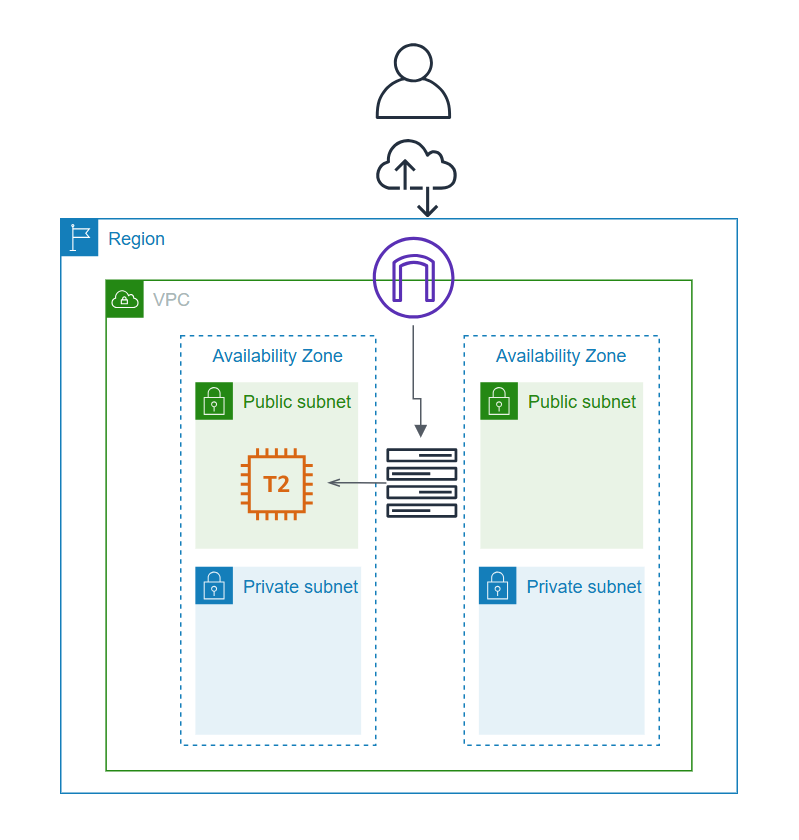 Region
VPC
Availability Zone
Availability Zone
Public subnet
Public subnet
T2
Private subnet
Private subnet